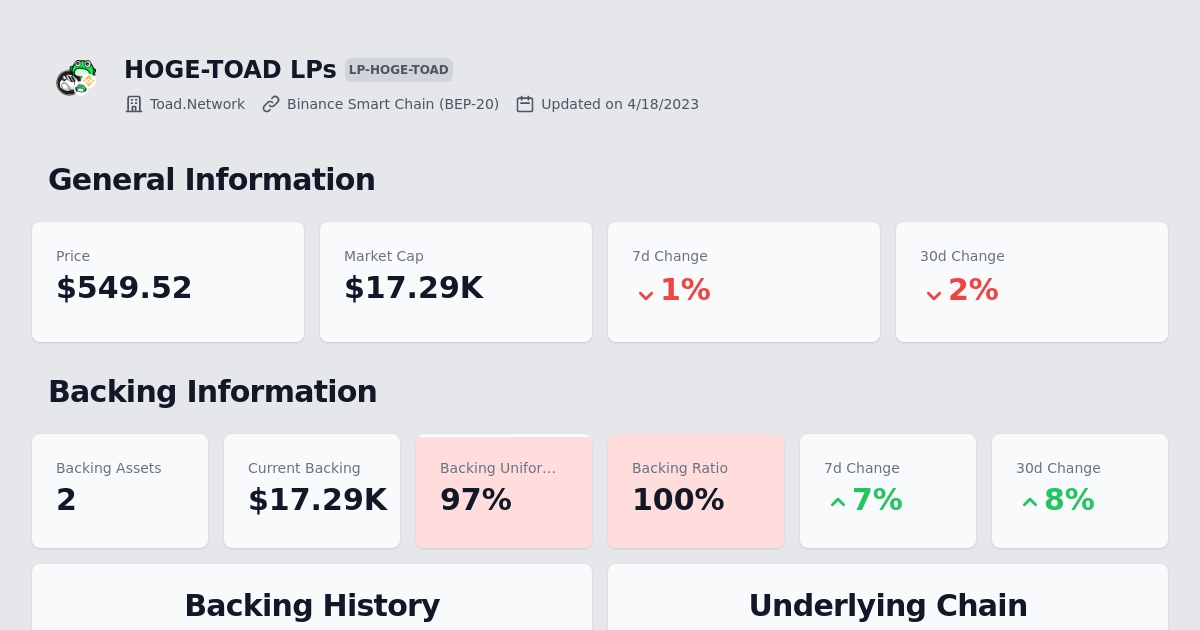 HOGE-TOAD LPs LP-HOGE-TOAD
Toad.Network Binance Smart Chain (BEP-20) Updated on 4/18/2023
General Information
Price Market Cap 7d Change 30d Change
$549.52 $17.29K 1% 2%
Backing Information
Backing Assets Current Backing Backing Unifor... Backing Ratio 7d Change 30d Change
2 $17.29K 97% 100% 7% 8%
Backing History Underlying Chain